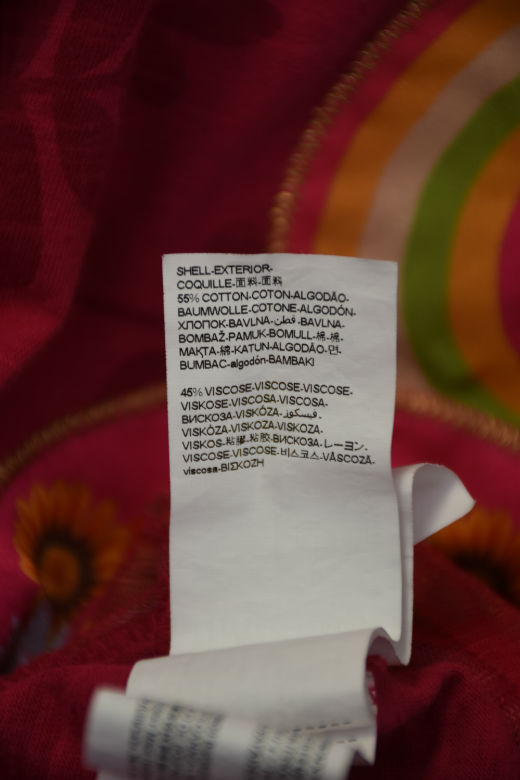 SHELL-EXTERIOR-
COQUILLE-面料-面料
55% COTTON-COTON-ALGODÃO-
BAUMWOLLE-COTONE-ALGODÓN-
ХЛОПОК-BAVLNA-قطن-BAVLNA-
BOMBAŽ-PAMUK-BOMULL-棉-棉-
МАҚТА-綿-KATUN-ALGODÃO-면-
BUMBAC-algodón-ΒΑΜΒΑΚΙ
45% VISCOSE-VISCOSE-VISCOSE-
VISKOSE-VISCOSA-VISCOSA-
ВИСКОЗА-VISKÓZA-فيسكوز-
VISKÓZA-VISKOZA-VISKOZA-
VISKOS-粘膠-粘胶-ВИСКОЗА-レーヨン-
VISCOSE-VISCOSE-비스코스-VÂSCOZĂ-
viscosa-ΒΙΣΚΟΖΗ